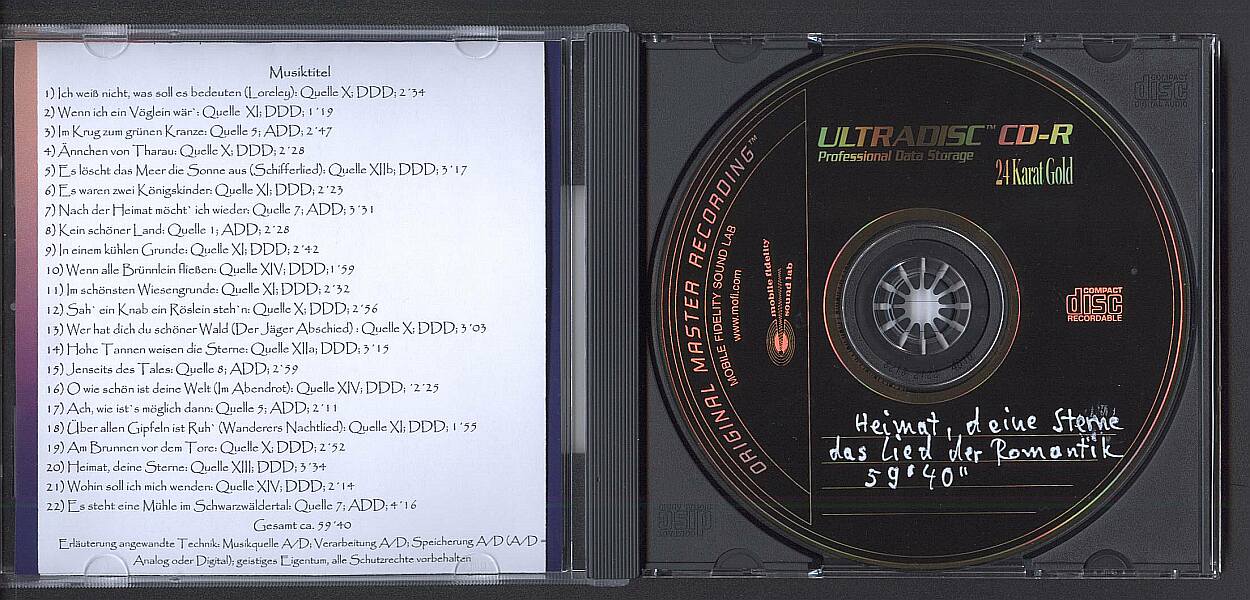 Musiktitel
1) Ich weiß nicht, was soll es bedeuten (Loreley): Quelle X; DDD; 2´34
2) Wenn ich ein Vöglein wär`: Quelle XI; DDD; 1´19
3) Im Krug zum grünen Kranze: Quelle 5; ADD; 2´47
4) Ännchen von Tharau: Quelle X; DDD; 2´28
5) Es löscht das Meer die Sonne aus (Schifferlied): Quelle XIIb; DDD; 3´17
6) Es waren zwei Königskinder: Quelle XI; DDD; 2´23
7) Nach der Heimat möcht` ich wieder: Quelle 7; ADD; 3´31
8) Kein schöner Land: Quelle 1; ADD; 2´28
9) In einem kühlen Grunde: Quelle XI; DDD; 2´42
10) Wenn alle Brünnlein fließen: Quelle XIV; DDD;1´59
11) Im schönsten Wiesengrunde: Quelle XI; DDD; 2´32
12) Sah` ein Knab ein Röslein steh`n: Quelle X; DDD; 2´56
13) Wer hat dich du schöner Wald (Der Jäger Abschied) : Quelle X; DDD; 3´03
14) Hohe Tannen weisen die Sterne: Quelle XIIa; DDD; 3´15
15) Jenseits des Tales: Quelle 8; ADD; 2´59
16) O wie schön ist deine Welt (Im Abendrot): Quelle XIV; DDD; ´2´25
17) Ach, wie ist`s möglich dann: Quelle 5; ADD; 2´11
18) Über allen Gipfeln ist Ruh` (Wanderers Nachtlied): Quelle XI; DDD; 1´55
19) Am Brunnen vor dem Tore: Quelle X; DDD; 2´52
20) Heimat, deine Sterne: Quelle XIII; DDD; 3´34
21) Wohin soll ich mich wenden: Quelle XIV; DDD; 2´14
22) Es steht eine Mühle im Schwarzwäldertal: Quelle 7; ADD; 4´16
Gesamt ca. 59´40
Erläuterung angewandte Technik: Musikquelle A/D; Verarbeitung A/D; Speicherung A/D (A/D –
Analog oder Digital); geistiges Eigentum, alle Schutzrechte vorbehalten
ULTRADISC™ CD-R
Professional Data Storage
24 Karat Gold
ORIGINAL MASTER RECORDING™
MOBILE FIDELITY SOUND LAB
www.mofi.com
mobile fidelity
sound lab
COMPACT
disc
RECORDABLE
COMPACT
disc
DIGITAL AUDIO
Heimat, deine Sterne
das Lied der Romantik
59'40"